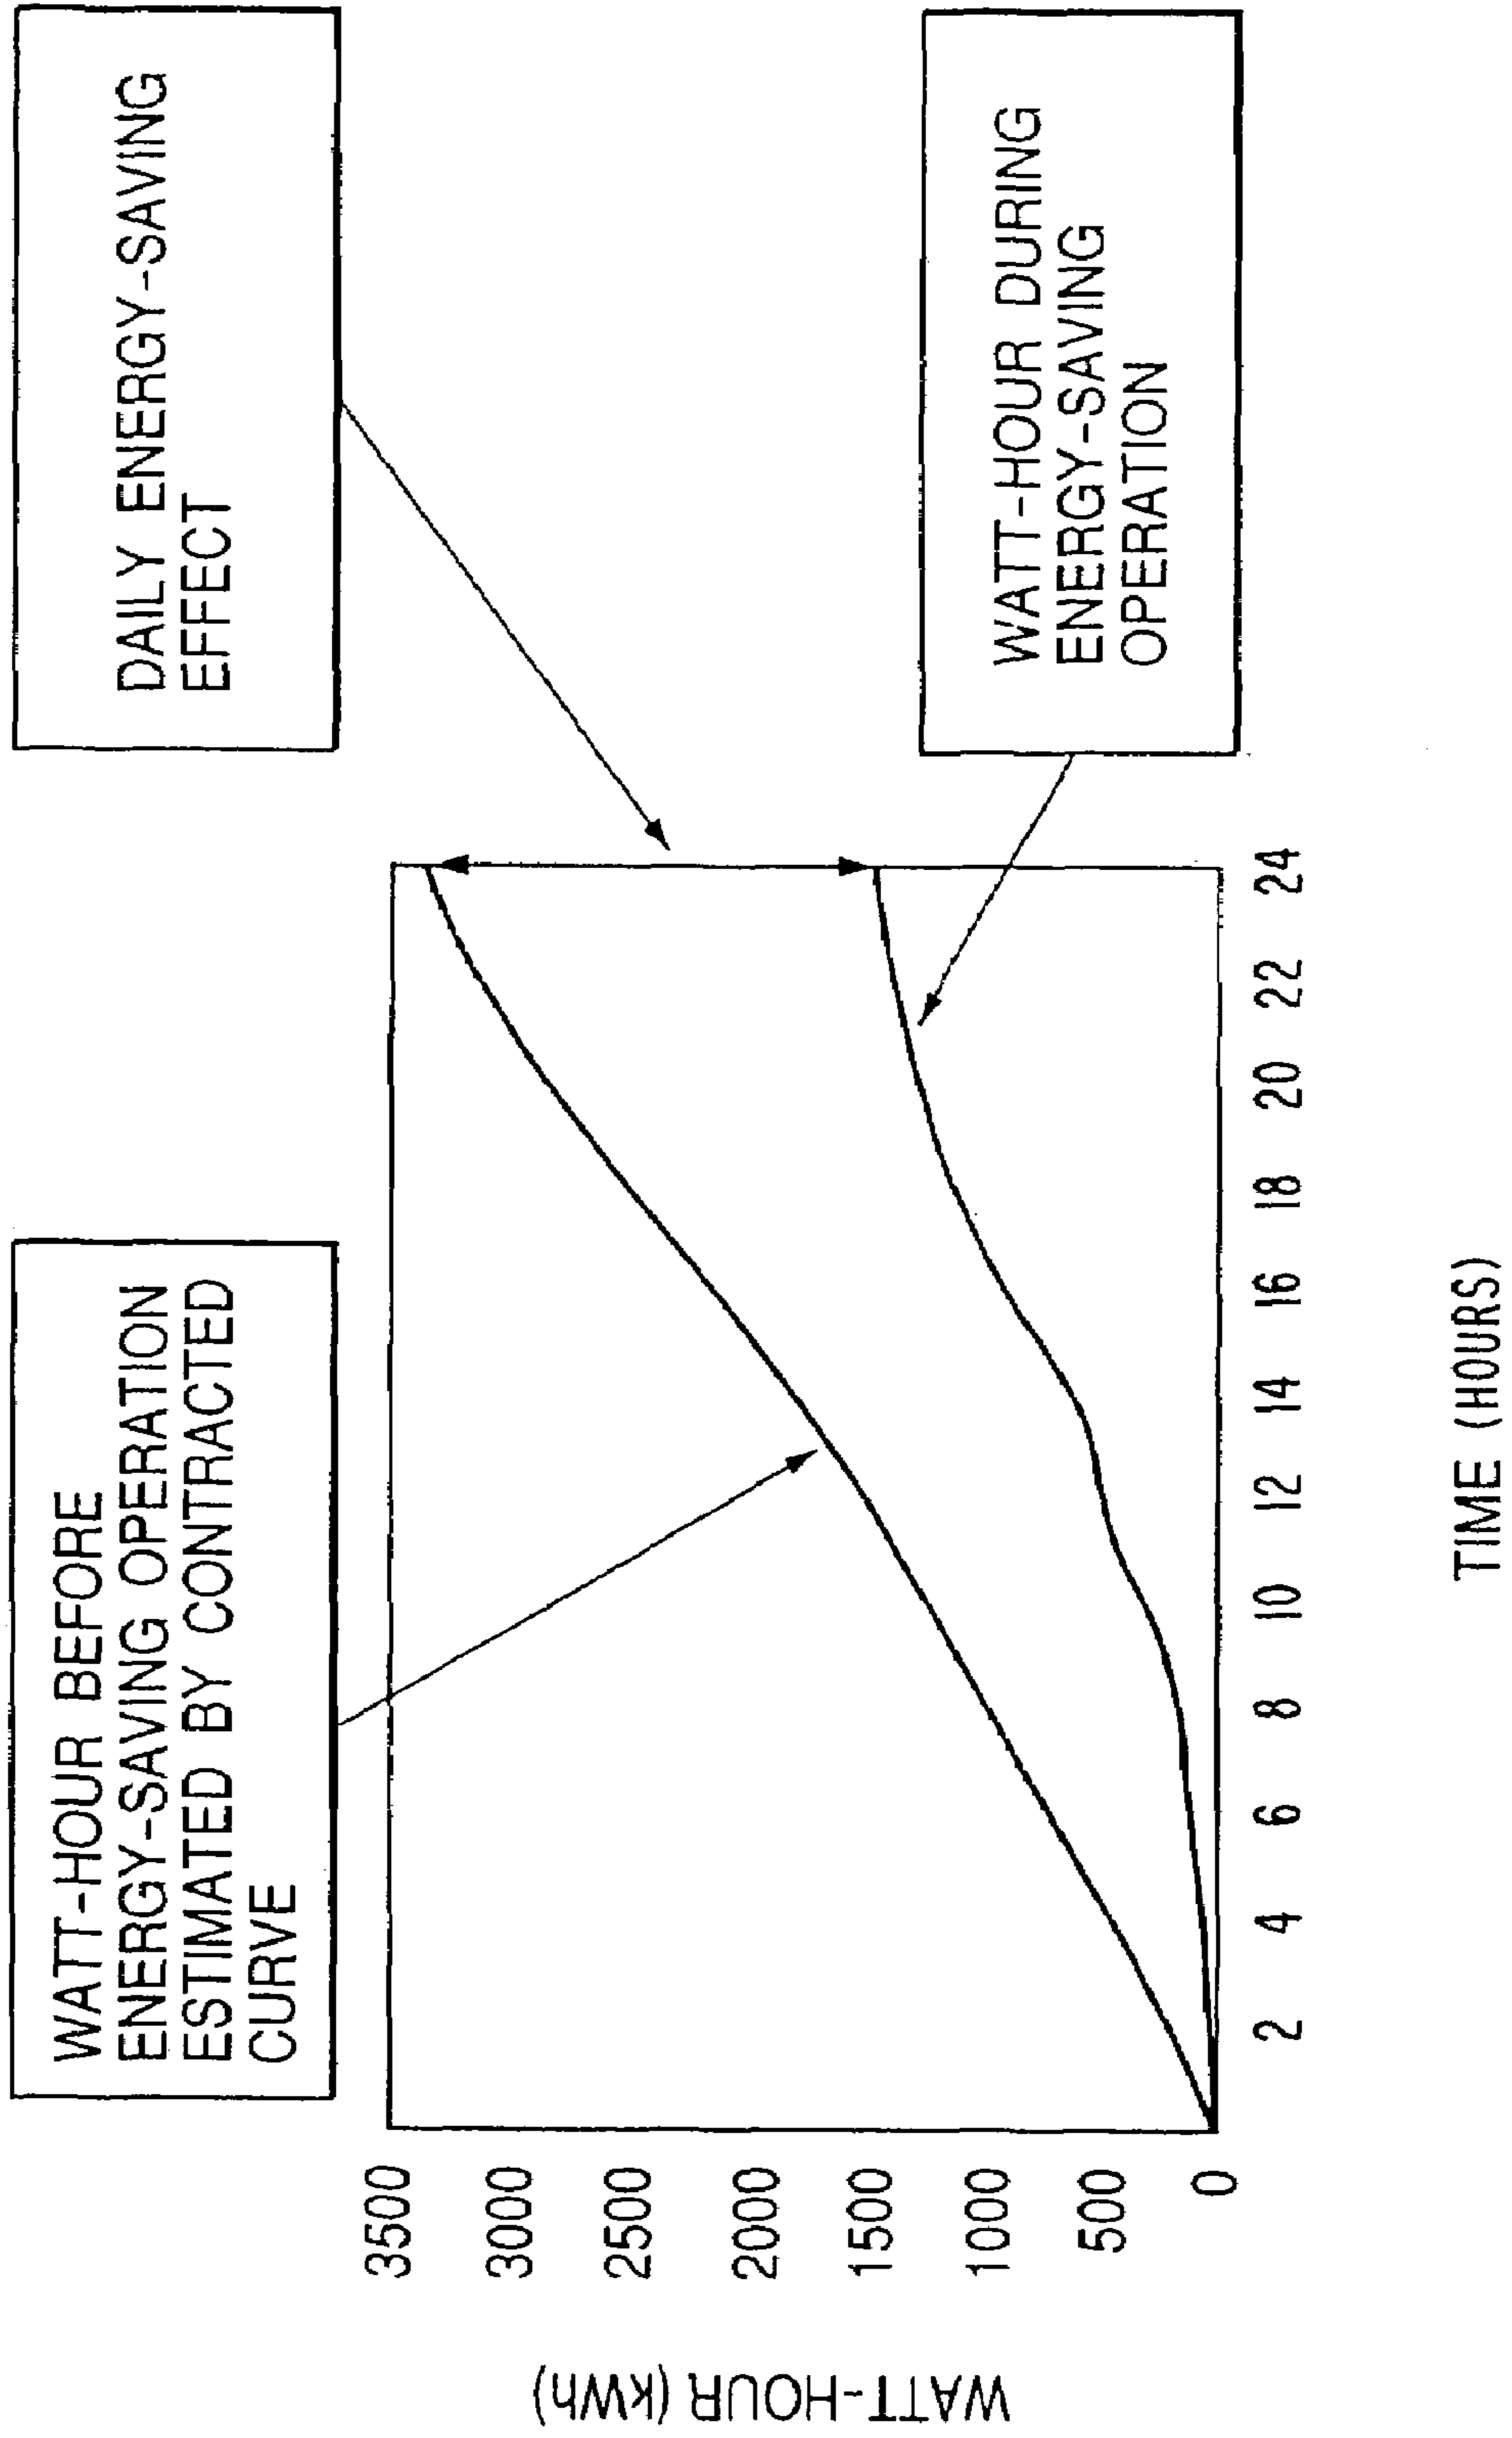 WATT-HOUR BEFORE
ENERGY-SAVING OPERATION
ESTIMATED BY CONTRACTED
CURVE
DAILY ENERGY-SAVING
EFFECT
WATT-HOUR DURING
ENERGY-SAVING
OPERATION
WATT-HOUR (kWh)
3500
3000
2500
2000
1500
1000
500
0
2 4 6 8 10 12 14 16 18 20 22 24
TIME (HOURS)